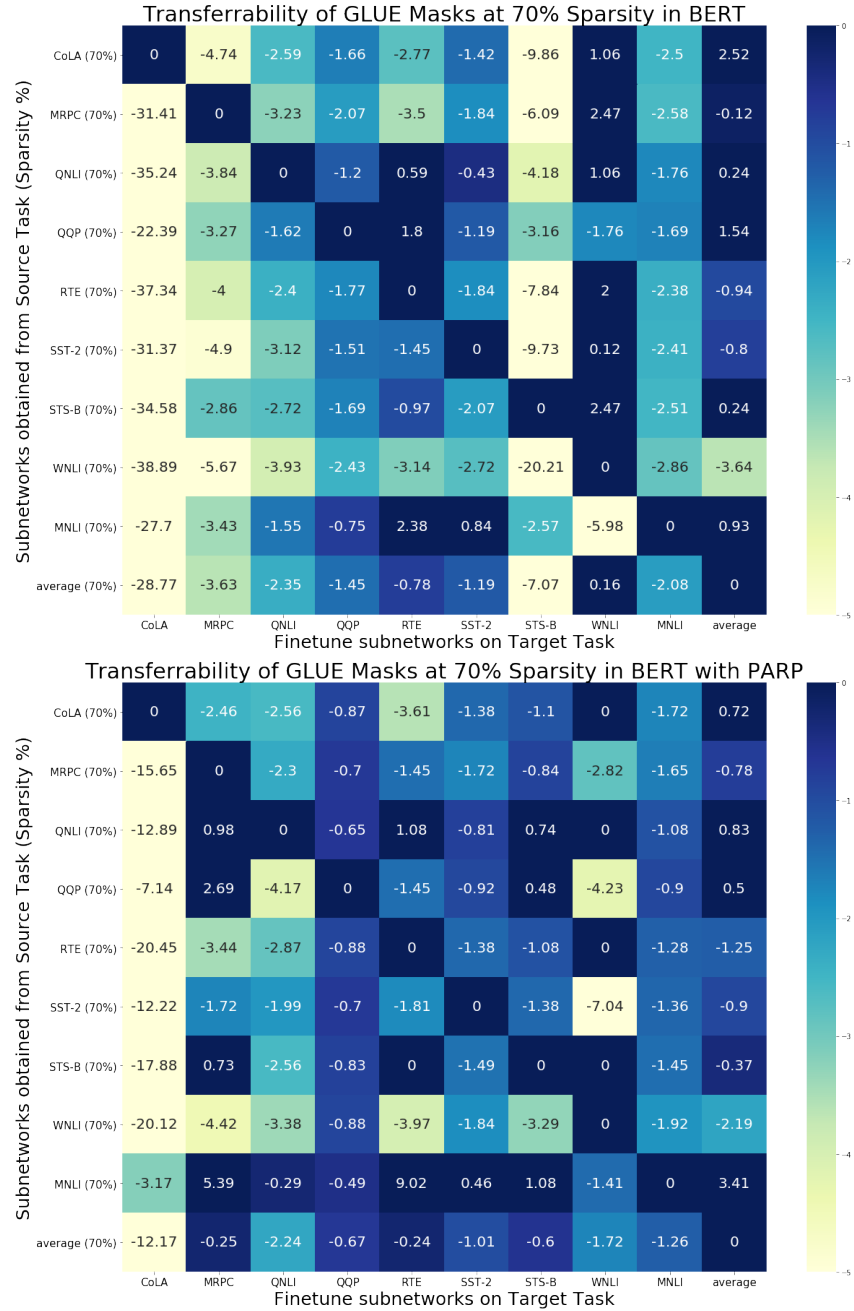 Transferrability of GLUE Masks at 70% Sparsity in BERT
Subnetworks obtained from Source Task (Sparsity %)
CoLA (70%) 0 -4.74 -2.59 -1.66 -2.77 -1.42 -9.86 1.06 -2.5 2.52
MRPC (70%) -31.41 0 -3.23 -2.07 -3.5 -1.84 -6.09 2.47 -2.58 -0.12
QNLI (70%) -35.24 -3.84 0 -1.2 0.59 -0.43 -4.18 1.06 -1.76 0.24
QQP (70%) -22.39 -3.27 -1.62 0 1.8 -1.19 -3.16 -1.76 -1.69 1.54
RTE (70%) -37.34 -4 -2.4 -1.77 0 -1.84 -7.84 2 -2.38 -0.94
SST-2 (70%) -31.37 -4.9 -3.12 -1.51 -1.45 0 -9.73 0.12 -2.41 -0.8
STS-B (70%) -34.58 -2.86 -2.72 -1.69 -0.97 -2.07 0 2.47 -2.51 0.24
WNLI (70%) -38.89 -5.67 -3.93 -2.43 -3.14 -2.72 -20.21 0 -2.86 -3.64
MNLI (70%) -27.7 -3.43 -1.55 -0.75 2.38 0.84 -2.57 -5.98 0 0.93
average (70%) -28.77 -3.63 -2.35 -1.45 -0.78 -1.19 -7.07 0.16 -2.08 0
CoLA MRPC QNLI QQP RTE SST-2 STS-B WNLI MNLI average
Finetune subnetworks on Target Task
0
-1
-2
-3
-4
-5
Transferrability of GLUE Masks at 70% Sparsity in BERT with PARP
Subnetworks obtained from Source Task (Sparsity %)
CoLA (70%) 0 -2.46 -2.56 -0.87 -3.61 -1.38 -1.1 0 -1.72 0.72
MRPC (70%) -15.65 0 -2.3 -0.7 -1.45 -1.72 -0.84 -2.82 -1.65 -0.78
QNLI (70%) -12.89 0.98 0 -0.65 1.08 -0.81 0.74 0 -1.08 0.83
QQP (70%) -7.14 2.69 -4.17 0 -1.45 -0.92 0.48 -4.23 -0.9 0.5
RTE (70%) -20.45 -3.44 -2.87 -0.88 0 -1.38 -1.08 0 -1.28 -1.25
SST-2 (70%) -12.22 -1.72 -1.99 -0.7 -1.81 0 -1.38 -7.04 -1.36 -0.9
STS-B (70%) -17.88 0.73 -2.56 -0.83 0 -1.49 0 0 -1.45 -0.37
WNLI (70%) -20.12 -4.42 -3.38 -0.88 -3.97 -1.84 -3.29 0 -1.92 -2.19
MNLI (70%) -3.17 5.39 -0.29 -0.49 9.02 0.46 1.08 -1.41 0 3.41
average (70%) -12.17 -0.25 -2.24 -0.67 -0.24 -1.01 -0.6 -1.72 -1.26 0
CoLA MRPC QNLI QQP RTE SST-2 STS-B WNLI MNLI average
Finetune subnetworks on Target Task
0
-1
-2
-3
-4
-5